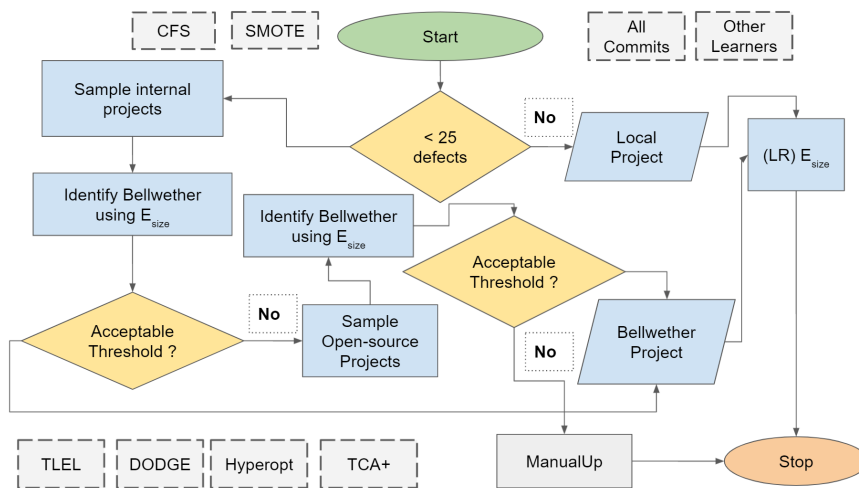 CFS
SMOTE
Start
All
Commits
Other
Learners
Sample internal
projects
< 25
defects
No
Local
Project
(LR) E size
Identify Bellwether
using E size
Identify Bellwether
using E size
Acceptable
Threshold ?
No
Sample
Open-source
Projects
Acceptable
Threshold ?
No
Bellwether
Project
TLEL
DODGE
Hyperopt
TCA+
ManualUp
Stop